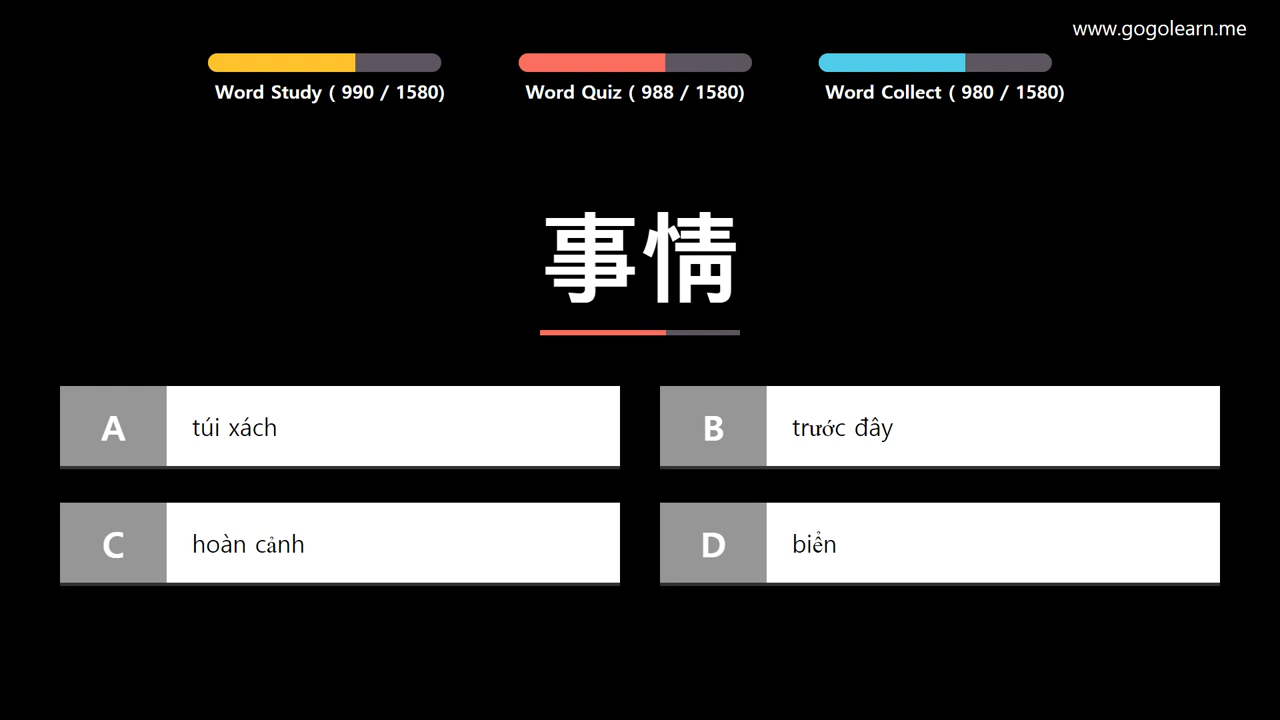 www.gogolearn.me
Word Study ( 990 / 1580)
Word Quiz ( 988 / 1580)
Word Collect ( 980 / 1580)
事情
A túi xách
B trước đây
C hoàn cảnh
D biển